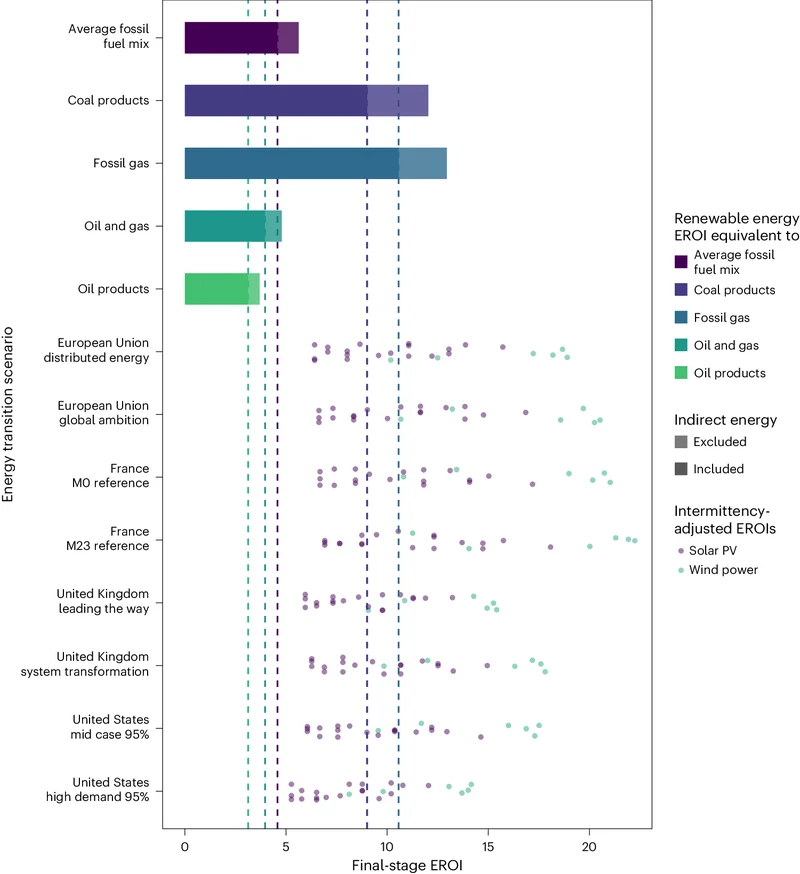 Average fossil
fuel mix
Coal products
Fossil gas
Oil and gas
Oil products
European Union
distributed energy
European Union
global ambition
France
M0 reference
France
M23 reference
United Kingdom
leading the way
United Kingdom
system transformation
United States
mid case 95%
United States
high demand 95%
Energy transition scenario
0 5 10 15 20
Final-stage EROI
Renewable energy
EROI equivalent to
Average fossil
fuel mix
Coal products
Fossil gas
Oil and gas
Oil products
Indirect energy
Excluded
Included
Intermittency-
adjusted EROIs
Solar PV
Wind power